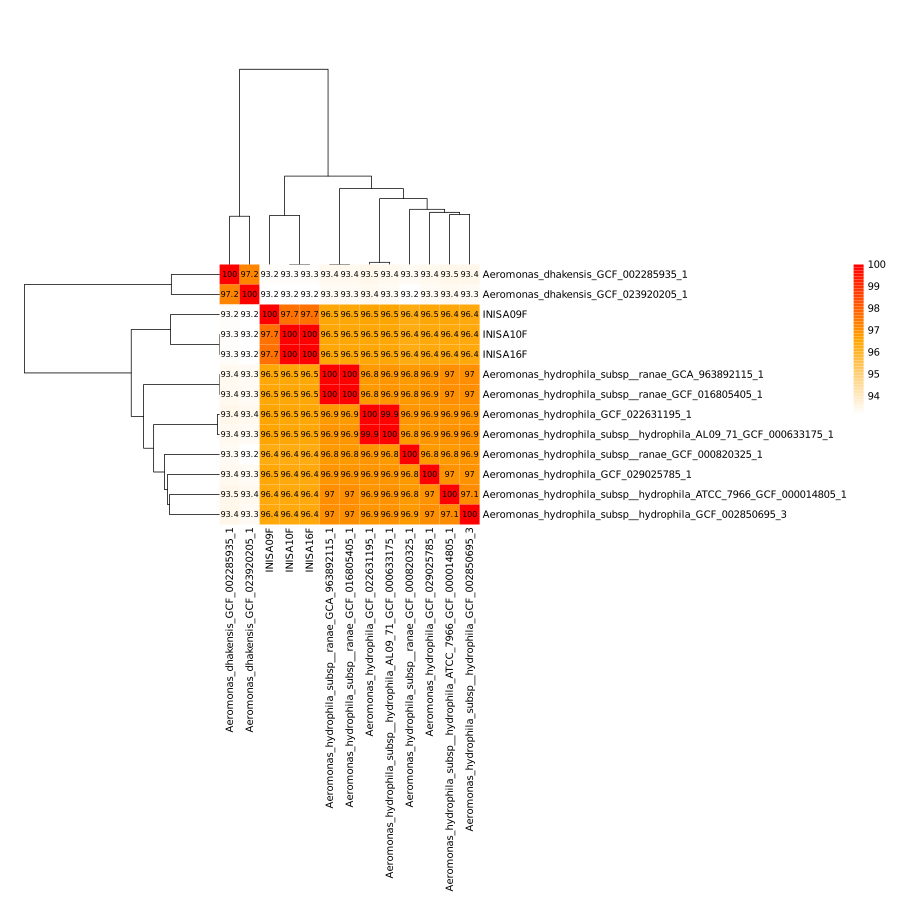 100
99
98
97
96
95
94
100 97.2 93.2 93.3 93.3 93.4 93.4 93.5 93.4 93.3 93.4 93.5 93.4 Aeromonas_dhakensis_GCF_002285935_1
97.2 100 93.2 93.2 93.2 93.3 93.3 93.4 93.3 93.2 93.3 93.4 93.3 Aeromonas_dhakensis_GCF_023920205_1
93.2 93.2 100 97.7 97.7 96.5 96.5 96.5 96.5 96.4 96.5 96.4 96.4 INISA09F
93.3 93.2 97.7 100 100 96.5 96.5 96.5 96.5 96.4 96.4 96.4 96.4 INISA10F
93.3 93.2 97.7 100 100 96.5 96.5 96.5 96.5 96.4 96.4 96.4 96.4 INISA16F
93.4 93.3 96.5 96.5 96.5 100 100 96.8 96.9 96.8 96.9 97 97 Aeromonas_hydrophila_subsp__ranae_GCA_963892115_1
93.4 93.3 96.5 96.5 96.5 100 100 96.8 96.9 96.8 96.9 97 97 Aeromonas_hydrophila_subsp__ranae_GCF_016805405_1
93.4 93.4 96.5 96.5 96.5 96.9 96.9 100 99.9 96.9 96.9 96.9 96.9 Aeromonas_hydrophila_GCF_022631195_1
93.4 93.3 96.5 96.5 96.5 96.9 96.9 99.9 100 96.8 96.9 96.9 96.9 Aeromonas_hydrophila_subsp__hydrophila_AL09_71_GCF_000633175_1
93.3 93.2 96.4 96.4 96.4 96.8 96.8 96.9 96.8 100 96.8 96.8 96.9 Aeromonas_hydrophila_subsp__ranae_GCF_000820325_1
93.4 93.3 96.5 96.4 96.4 96.9 96.9 96.9 96.9 96.8 100 97 97 Aeromonas_hydrophila_GCF_029025785_1
93.5 93.4 96.4 96.4 96.4 97 97 96.9 96.9 96.8 97 100 97.1 Aeromonas_hydrophila_subsp__hydrophila_ATCC_7966_GCF_000014805_1
93.4 93.3 96.4 96.4 96.4 97 97 96.9 96.9 96.9 97 97.1 100 Aeromonas_hydrophila_subsp__hydrophila_GCF_002850695_3
Aeromonas_dhakensis_GCF_002285935_1
Aeromonas_dhakensis_GCF_023920205_1
INISA09F
INISA10F
INISA16F
Aeromonas_hydrophila_subsp__ranae_GCA_963892115_1
Aeromonas_hydrophila_subsp__ranae_GCF_016805405_1
Aeromonas_hydrophila_GCF_022631195_1
Aeromonas_hydrophila_subsp__hydrophila_AL09_71_GCF_000633175_1
Aeromonas_hydrophila_subsp__ranae_GCF_000820325_1
Aeromonas_hydrophila_GCF_029025785_1
Aeromonas_hydrophila_subsp__hydrophila_ATCC_7966_GCF_000014805_1
Aeromonas_hydrophila_subsp__hydrophila_GCF_002850695_3